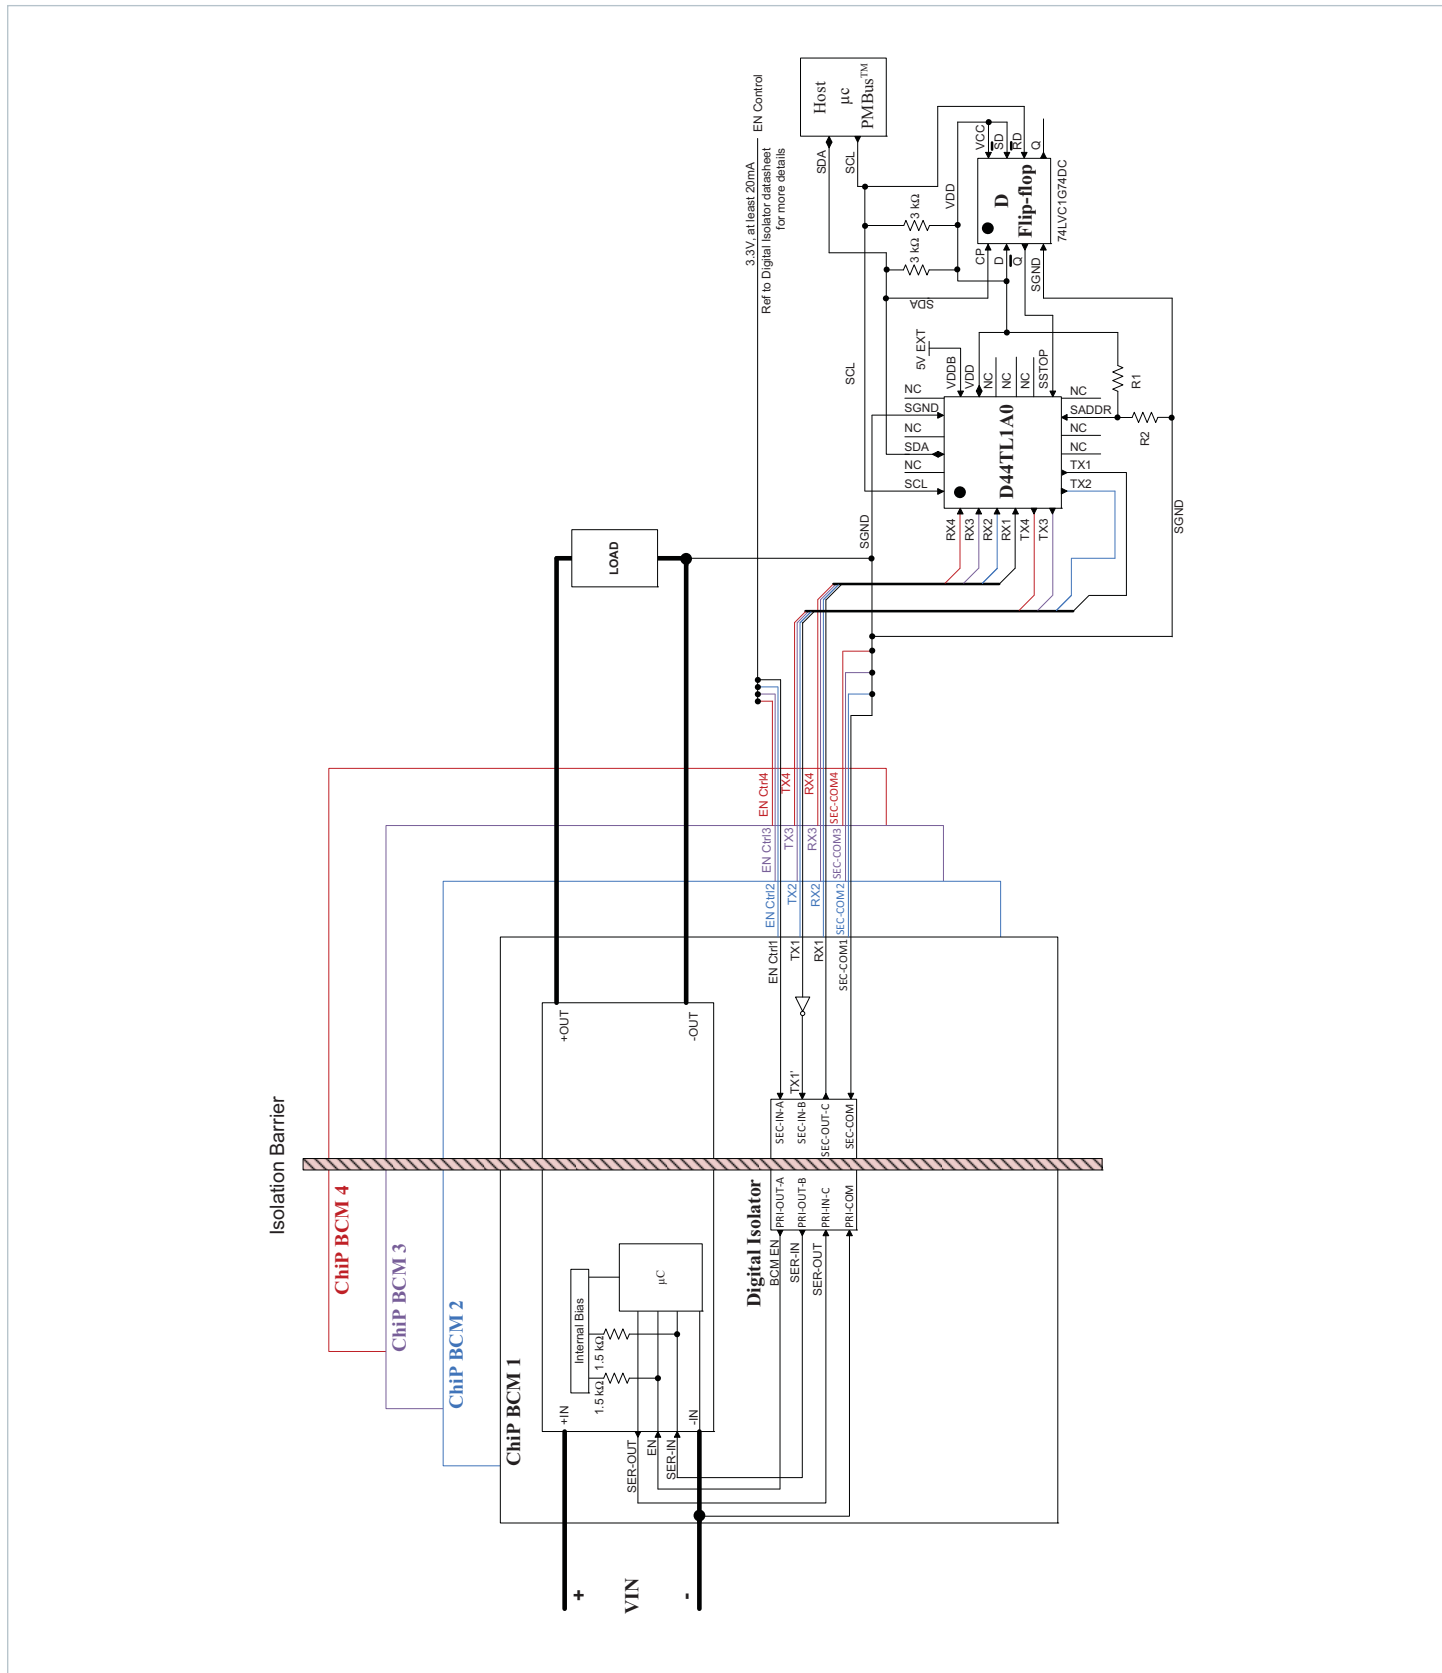 Host
µc
PMBus™
SDA
SCL
3.3V, at least 20mA
EN Control
Ref to Digital Isolator datasheet
for more details
VCC
SD
RD
Q
D
Flip-flop
74LVC1G74DC
CP
D
Q
SGND
VDD
3 kΩ
3 kΩ
SDA
SCL
5V EXT
VDDB
VDD
NC
NC
NC
SSTOP
NC
SGND
NC
SDA
NC
SCL
D44TL1A0
NC
SADDR
NC
NC
TX1
TX2
R1
R2
RX4
RX3
RX2
RX1
TX4
TX3
SGND
SGND
LOAD
EN Ctrl4
TX4
RX4
SEC-COM4
EN Ctrl3
TX3
RX3
SEC-COM3
EN Ctrl2
TX2
RX2
SEC-COM2
EN Ctrl1
TX1
RX1
SEC-COM1
+OUT
-OUT
TX1'
SEC-IN-A
SEC-IN-B
SEC-OUT-C
SEC-COM
Isolation Barrier
Digital Isolator
PRI-OUT-A
PRI-OUT-B
PRI-IN-C
PRI-COM
BCM EN
SER-IN
SER-OUT
ChiP BCM 4
ChiP BCM 3
ChiP BCM 2
ChiP BCM 1
Internal Bias
µC
1.5 kΩ
1.5 kΩ
+IN
-IN
SER-OUT
EN
SER-IN
+
VIN
-